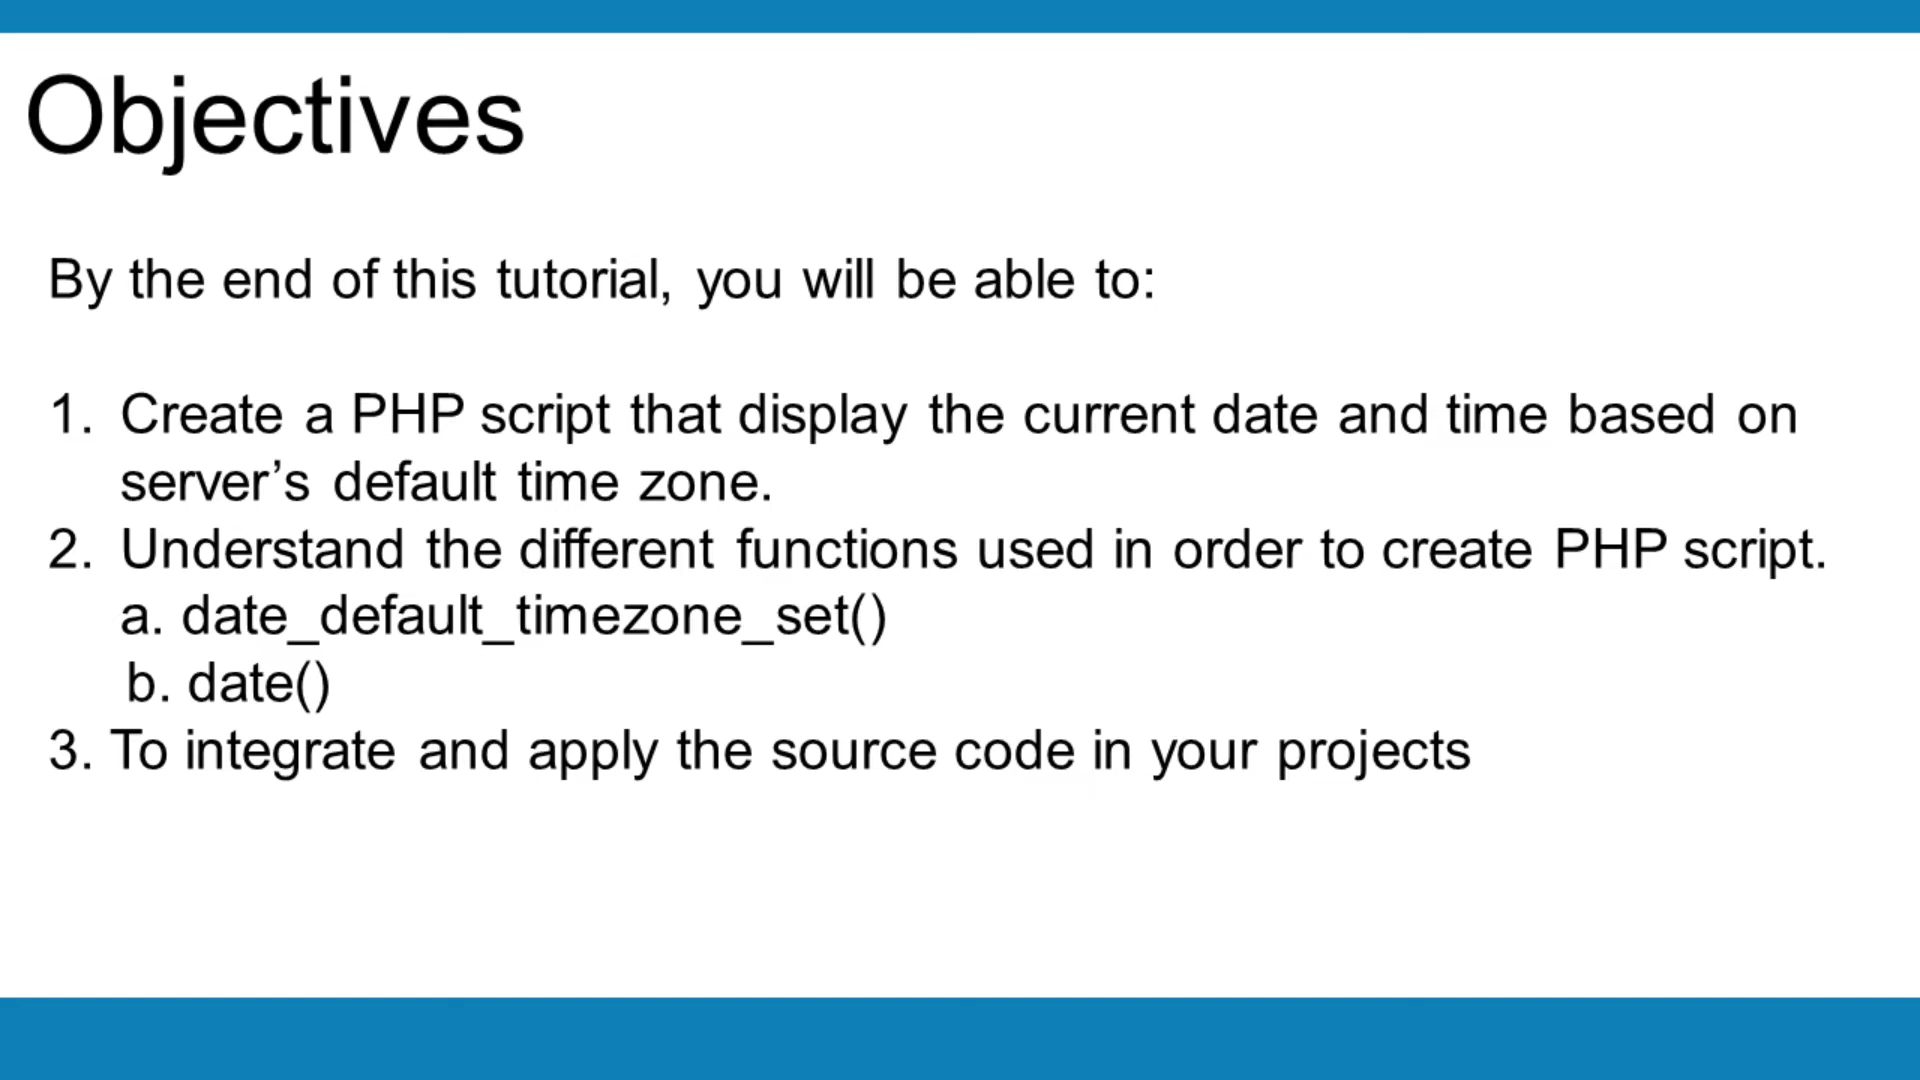 Objectives
By the end of this tutorial, you will be able to:
1. Create a PHP script that display the current date and time based on
server’s default time zone.
2. Understand the different functions used in order to create PHP script.
a. date_default_timezone_set()
b. date()
3. To integrate and apply the source code in your projects